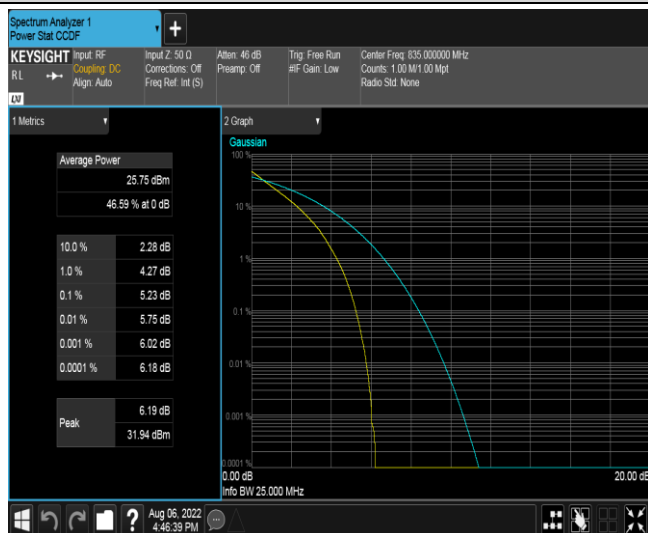 Spectrum Analyzer 1
Power Stat CCDF
KEYSIGHT
RL
LXI
Input: RF
Coupling: DC
Align: Auto
Input Z: 50 Ω
Corrections: Off
Freq Ref: Int (S)
Atten: 46 dB
Preamp: Off
Trig: Free Run
#IF Gain: Low
Center Freq: 835.000000 MHz
Counts: 1.00 M/1.00 Mpt
Radio Std: None
1 Metrics
Average Power
25.75 dBm
46.59 % at 0 dB
10.0 % 2.28 dB
1.0 % 4.27 dB
0.1 % 5.23 dB
0.01 % 5.75 dB
0.001 % 6.02 dB
0.0001 % 6.18 dB
Peak
6.19 dB
31.94 dBm
2 Graph
Gaussian
100 %
10 %
1 %
0.1 %
0.01 %
0.001 %
0.0001 %
0.00 dB
20.00 dB
Info BW 25.000 MHz
?
Aug 06, 2022
4:46:39 PM